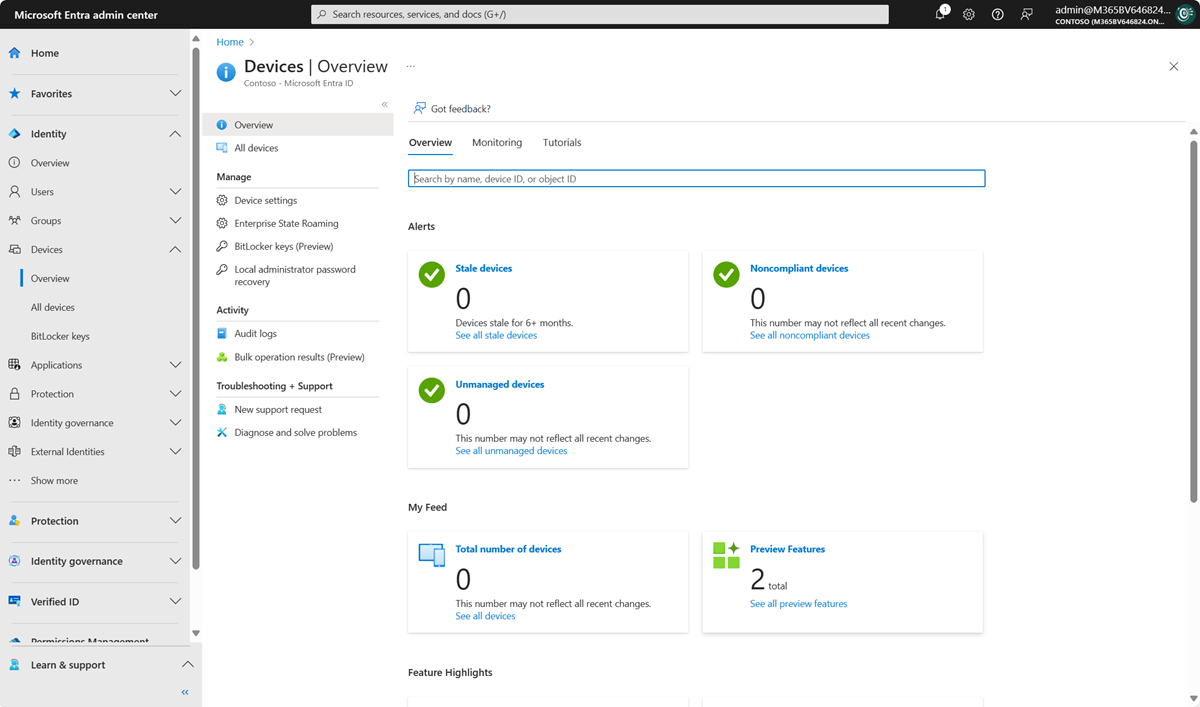 Microsoft Entra admin center
Search resources, services, and docs (G+/)
1
admin@M365BV646824...
CONTOSO (M365BV646824.ON...
Home
Favorites
Identity
Overview
Users
Groups
Devices
Overview
All devices
BitLocker keys
Applications
Protection
Identity governance
External Identities
Show more
Protection
Identity governance
Verified ID
Permissions Management
Learn & support
Home
Devices | Overview
...
Contoso - Microsoft Entra ID
Overview
All devices
Manage
Device settings
Enterprise State Roaming
BitLocker keys (Preview)
Local administrator password
recovery
Activity
Audit logs
Bulk operation results (Preview)
Troubleshooting + Support
New support request
Diagnose and solve problems
Got feedback?
Overview
Monitoring
Tutorials
Search by name, device ID, or object ID
Alerts
Stale devices
0
Devices stale for 6+ months.
See all stale devices
Noncompliant devices
0
This number may not reflect all recent changes.
See all noncompliant devices
Unmanaged devices
0
This number may not reflect all recent changes.
See all unmanaged devices
My Feed
Total number of devices
0
This number may not reflect all recent changes.
See all devices
Preview Features
2 total
See all preview features
Feature Highlights